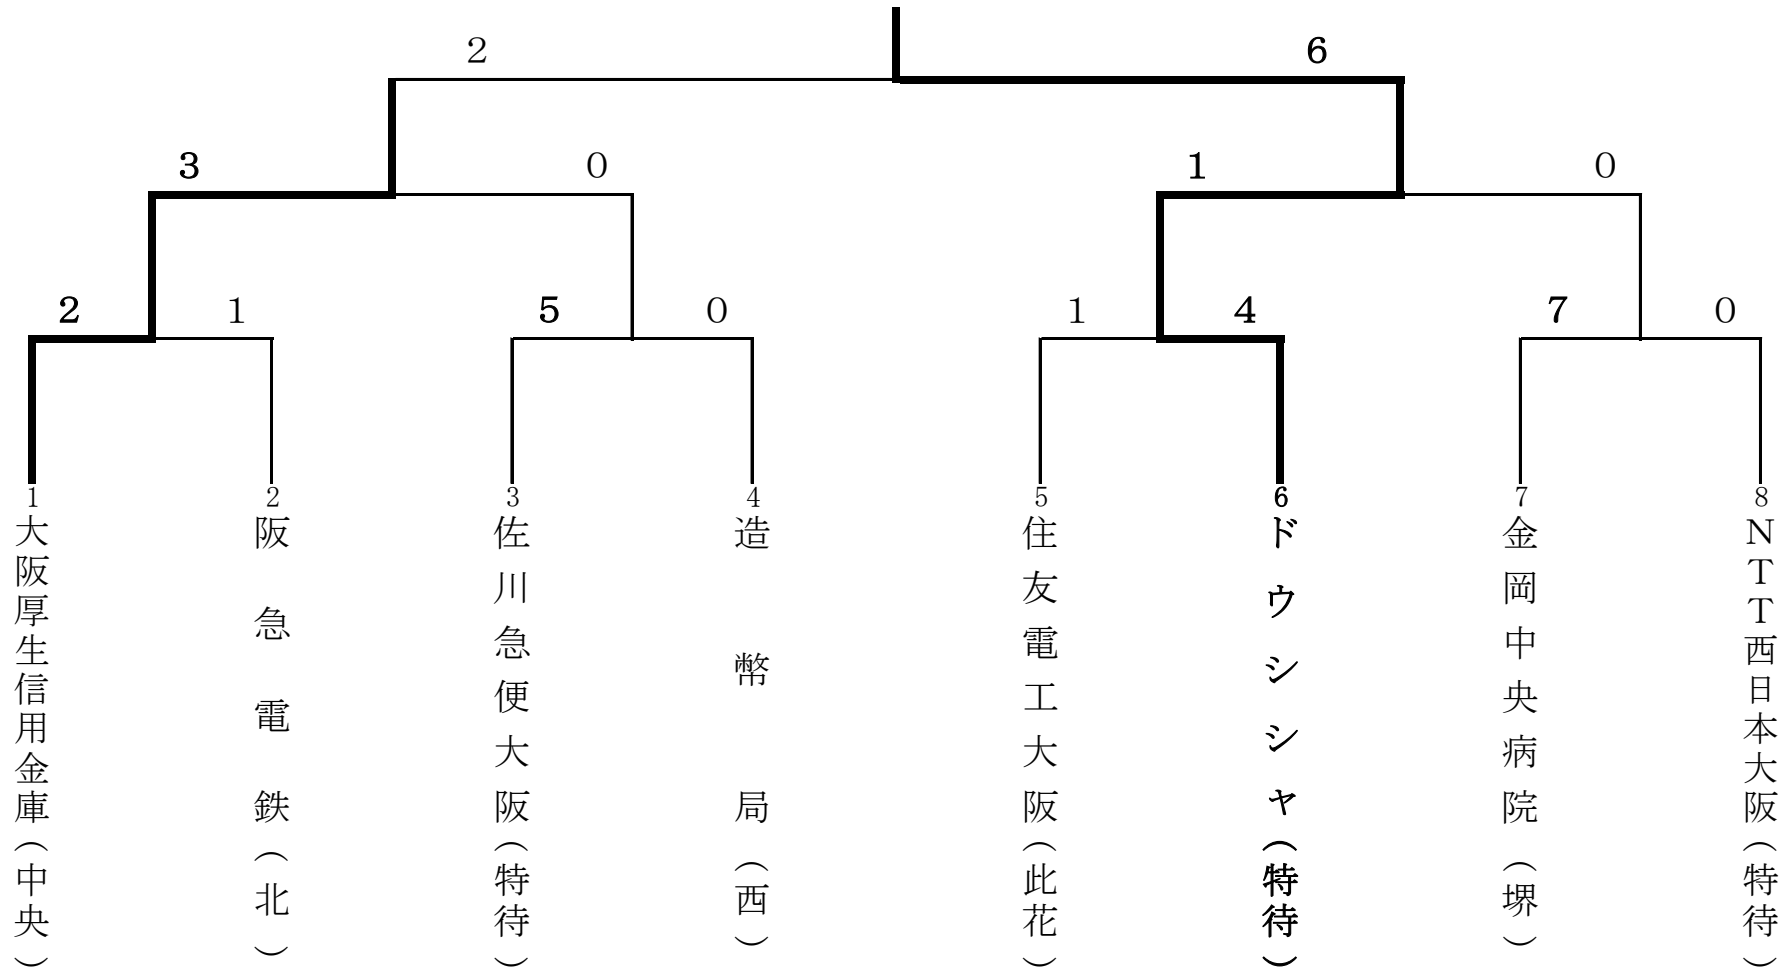 2 6
3 0 1 0
2 1 5 0 1 4 7 0
1 2 3 4 5 6 7 8
大阪厚生信用金庫(中央)
阪急電鉄(北)
佐川急便大阪(特待)
造幣局(西)
住友電工大阪(此花)
ドウシシャ(特待)
金岡中央病院(堺)
NTT西日本大阪(特待)